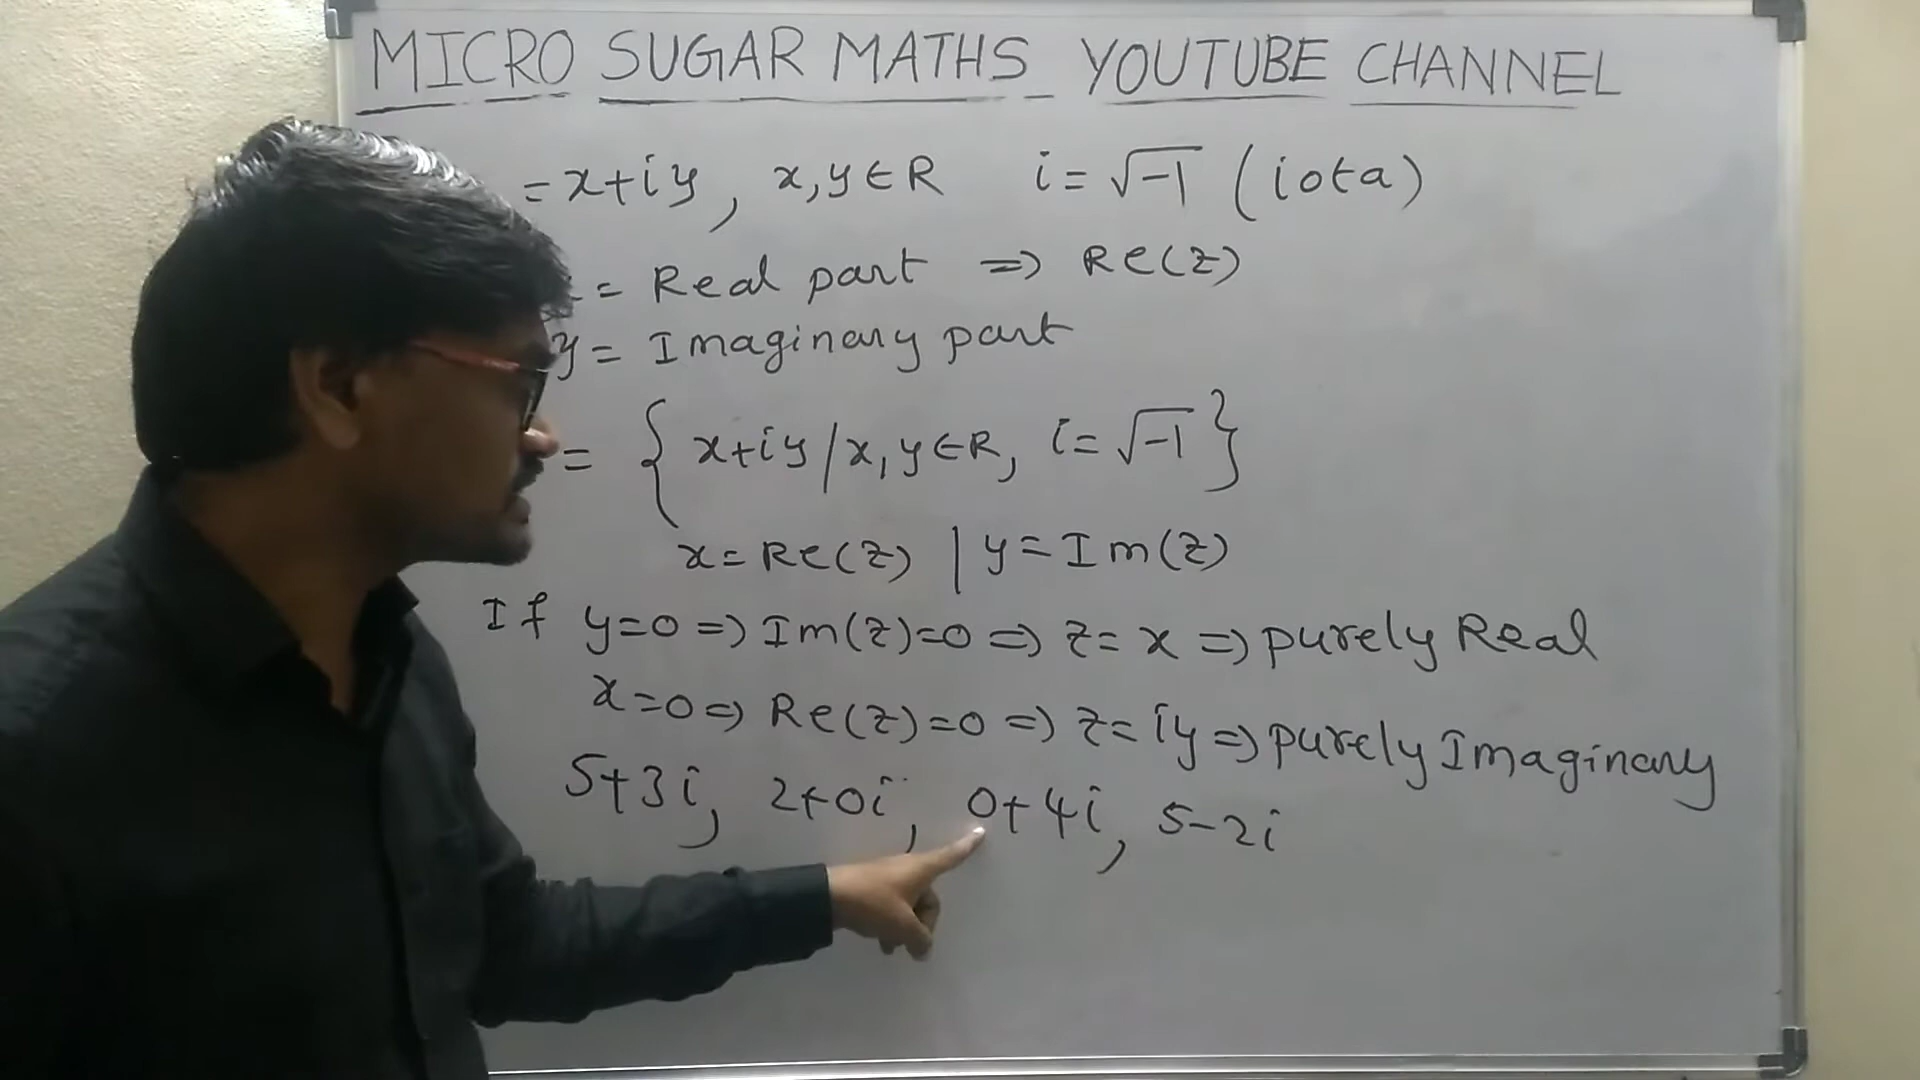 MICRO SUGAR MATHS YOUTUBE CHANNEL
=x+iy, x,y∈R i=√-1 (iota)
= Real part => Re(z)
y= Imaginary part
= {x+iy/x,y∈R, i=√-1}
x=Re(z) | y=Im(z)
If y=0=>Im(z)=0=>z=x=>purely Real
x=0=>Re(z)=0=>z=iy=>purely Imaginary
5+3i, 2+0i, 0+4i, 5-2i